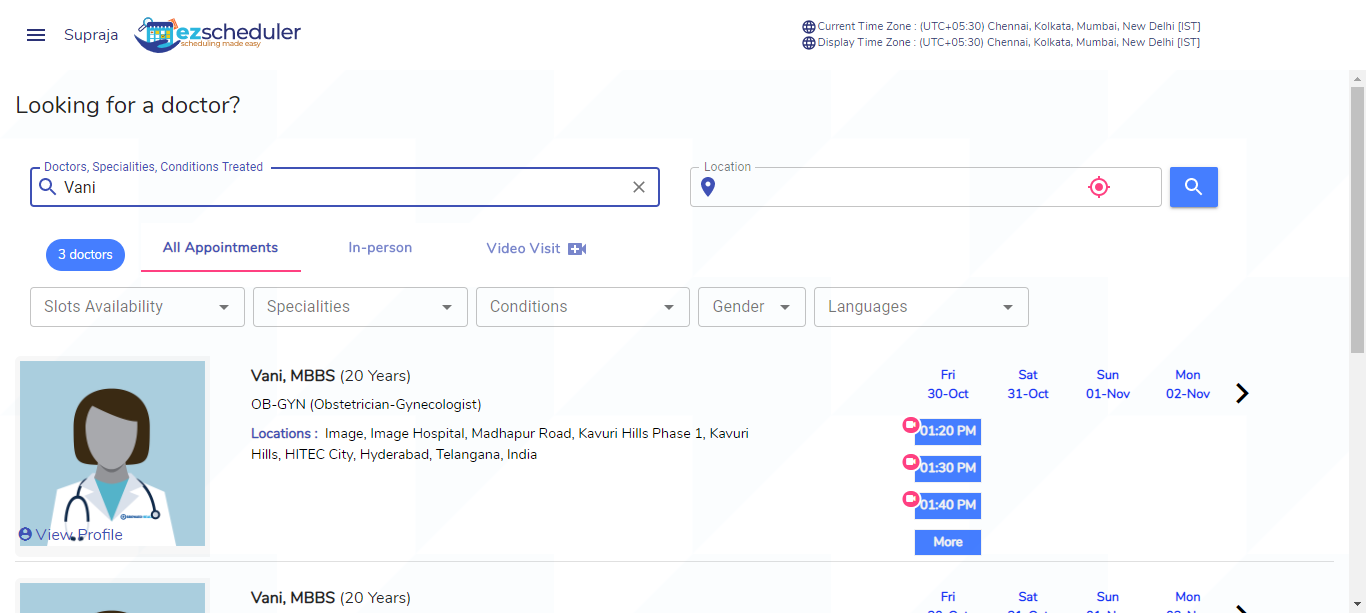 Supraja
ezscheduler
scheduling made easy
Current Time Zone : (UTC+05:30) Chennai, Kolkata, Mumbai, New Delhi [IST]
Display Time Zone : (UTC+05:30) Chennai, Kolkata, Mumbai, New Delhi [IST]
Looking for a doctor?
Doctors, Specialities, Conditions Treated
Vani
Location
3 doctors
All Appointments
In-person
Video Visit
Slots Availability
Specialities
Conditions
Gender
Languages
Vani, MBBS (20 Years)
OB-GYN (Obstetrician-Gynecologist)
Locations : Image, Image Hospital, Madhapur Road, Kavuri Hills Phase 1, Kavuri
Hills, HITEC City, Hyderabad, Telangana, India
View Profile
Fri
30-Oct
Sat
31-Oct
Sun
01-Nov
Mon
02-Nov
01:20 PM
01:30 PM
01:40 PM
More
Vani, MBBS (20 Years)
Fri
Sat
Sun
Mon